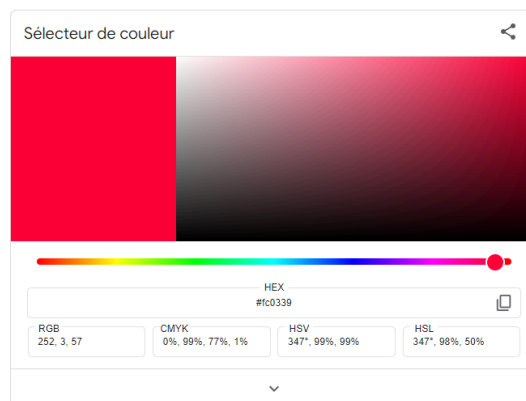 Sélecteur de couleur
HEX
#fc0339
RGB
252, 3, 57
CMYK
0%, 99%, 77%, 1%
HSV
347°, 99%, 99%
HSL
347°, 98%, 50%